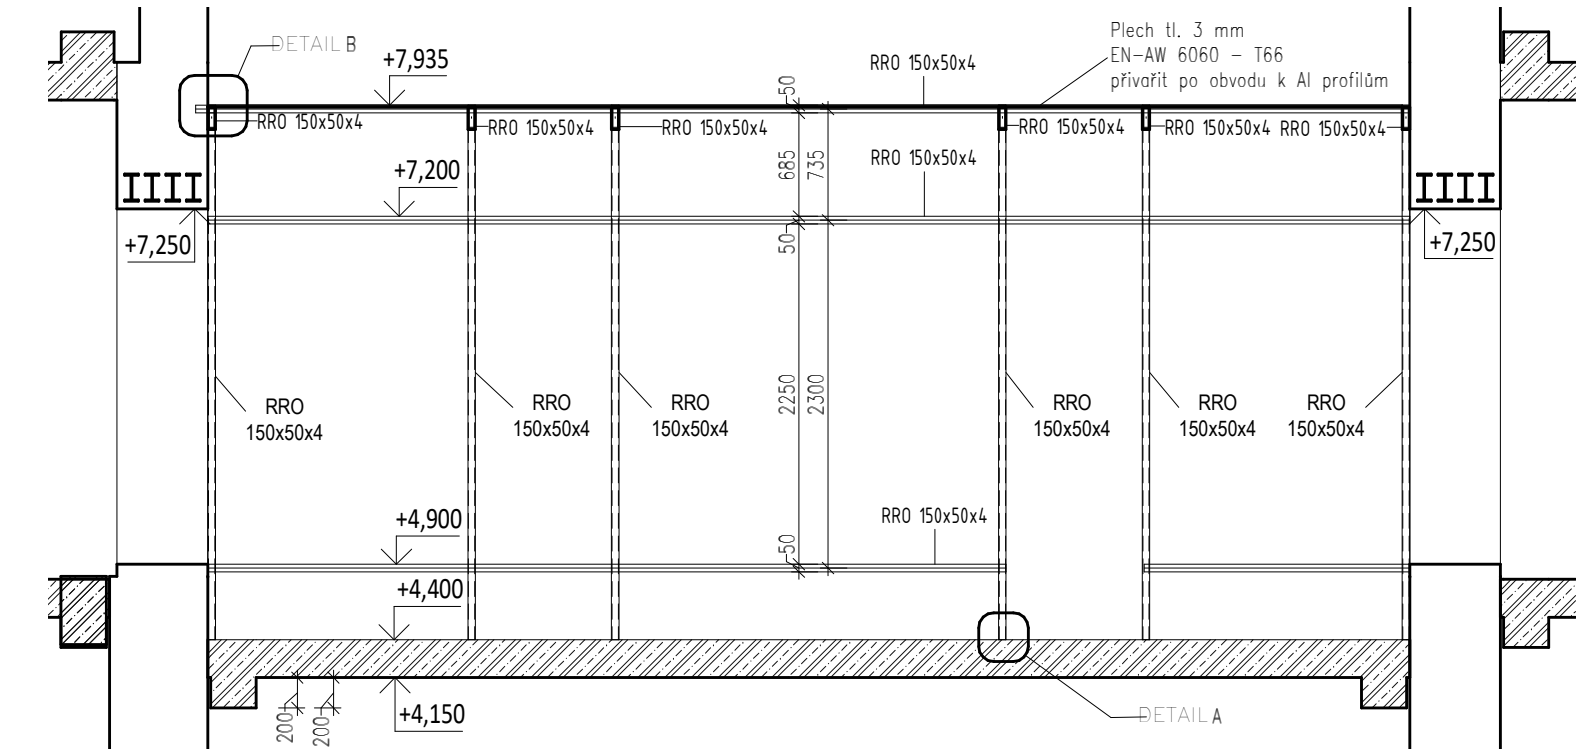 DETAIL B
+7,935
RRO 150x50x4
Plech tl. 3 mm
EN-AW 6060 - T66
přivařit po obvodu k Al profilům
50
RRO 150x50x4
RRO 150x50x4
RRO 150x50x4
RRO 150x50x4
RRO 150x50x4
RRO 150x50x4
685
735
RRO 150x50x4
+7,200
+7,250
50
+7,250
2250
2300
RRO
150x50x4
RRO
150x50x4
RRO
150x50x4
RRO
150x50x4
RRO
150x50x4
RRO
150x50x4
+4,900
RRO 150x50x4
50
+4,400
200
200
+4,150
DETAIL A